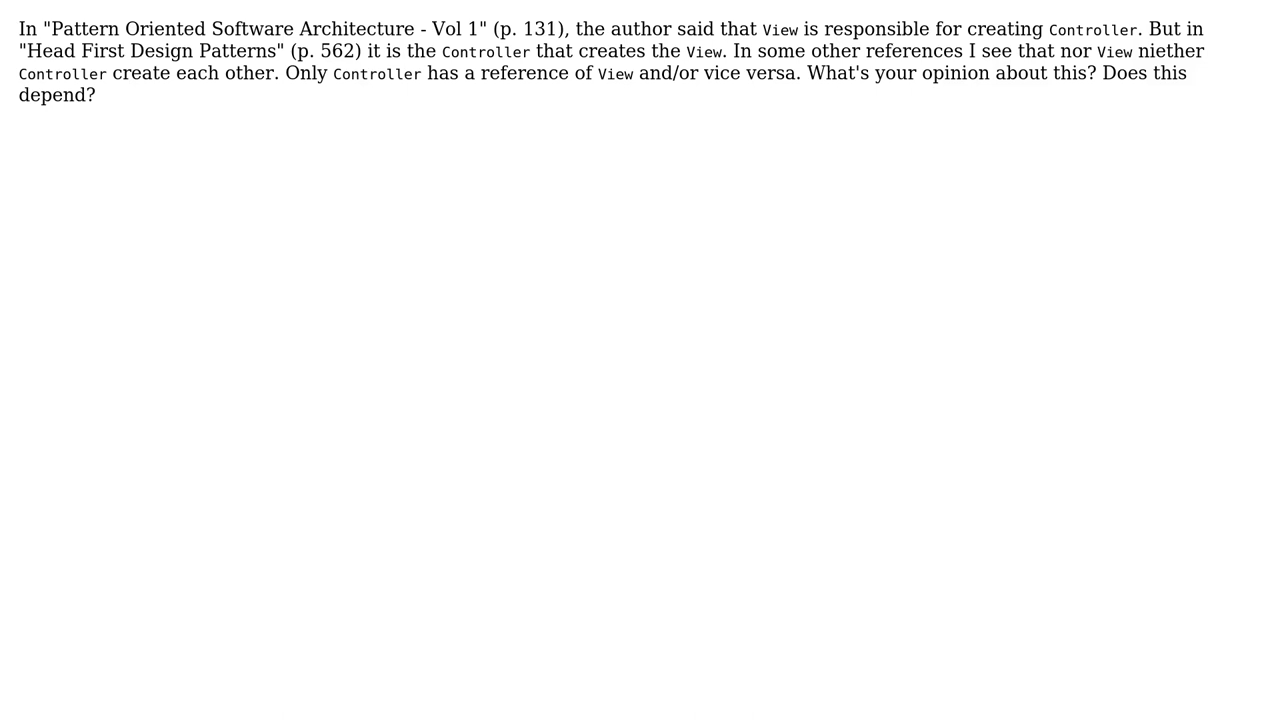 In "Pattern Oriented Software Architecture - Vol 1" (p. 131), the author said that View is responsible for creating Controller. But in
"Head First Design Patterns" (p. 562) it is the Controller that creates the View. In some other references I see that nor View niether
Controller create each other. Only Controller has a reference of View and/or vice versa. What's your opinion about this? Does this
depend?